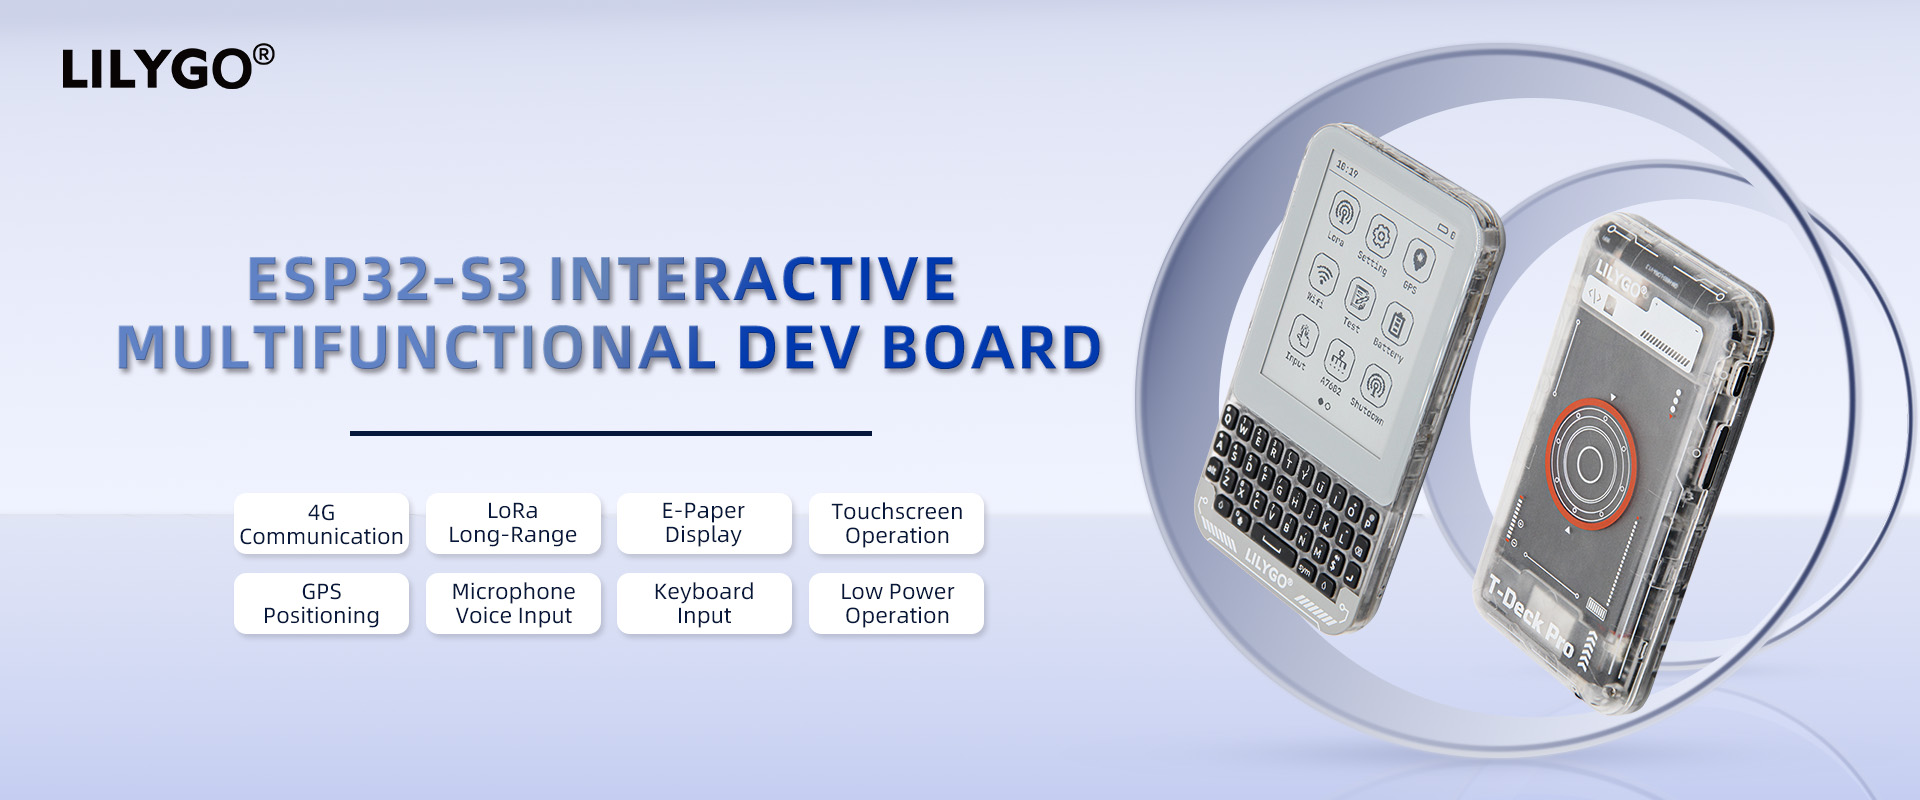 LILYGO®
ESP32-S3 INTERACTIVE
MULTIFUNCTIONAL DEV BOARD
4G
Communication
LoRa
Long-Range
E-Paper
Display
Touchscreen
Operation
GPS
Positioning
Microphone
Voice Input
Keyboard
Input
Low Power
Operation
10:19
Lora
Setting
GPS
Wifi
Test
Battery
Input
A7682
Shutdown
Q W E R T Y U I O P
A S D F G H J K L
alt Z X C V B N M $
sym
LILYGO®
LILYGO®
T-Deck Pro